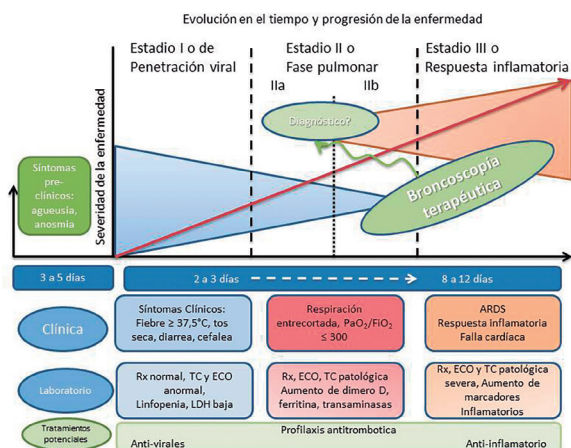 Evolución en el tiempo y progresión de la enfermedad
Estadio I o de
Penetración viral
Estadio II o
Fase pulmonar
IIa
IIb
Estadio III o
Respuesta inflamatoria
Severidad de la enfermedad
Síntomas
pre-
clínicos:
agueusia,
anosmia
Diagnóstico?
Broncoscopía
terapéutica
3 a 5 días
2 a 3 días
8 a 12 días
Clínica
Síntomas Clínicos:
Fiebre ≥ 37,5°C, tos
seca, diarrea, cefalea
Respiración
entrecortada, PaO2/FiO2
≤ 300
ARDS
Respuesta inflamatoria
Falla cardíaca
Laboratorio
Rx normal, TC y ECO
anormal,
Linfopenia, LDH baja
Rx, ECO, TC patológica
Aumento de dimero D,
ferritina, transaminasas
Rx, ECO y TC patológica
severa, Aumento de
marcadores
Inflamatorios
Tratamientos
potenciales
Profilaxis antitrombotica
Anti-virales
Anti-inflamatorio